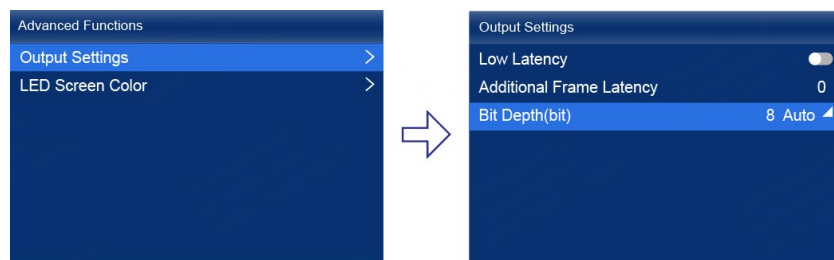 Advanced Functions
Output Settings
LED Screen Color
Output Settings
Low Latency
Additional Frame Latency 0
Bit Depth(bit) 8 Auto